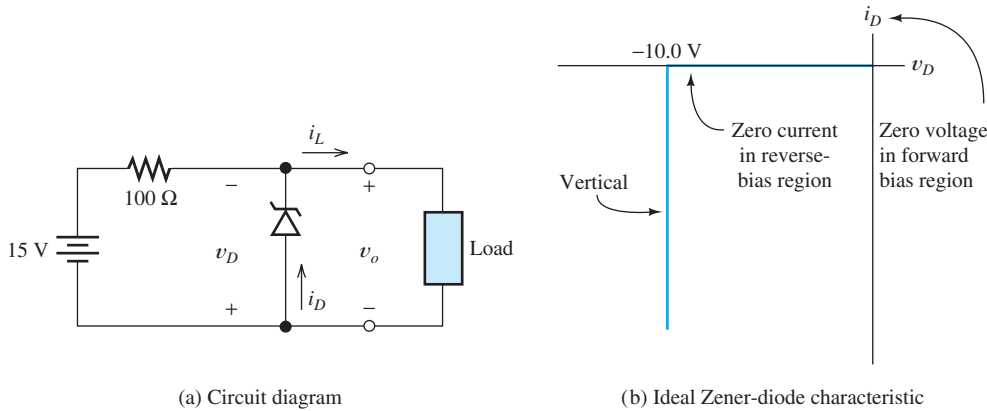 i_L
100 Ω
15 V
−
v_D
+
i_D
+
v_o
−
Load
(a) Circuit diagram
i_D
−10.0 V
v_D
Zero current
in reverse-
bias region
Zero voltage
in forward
bias region
Vertical
(b) Ideal Zener-diode characteristic